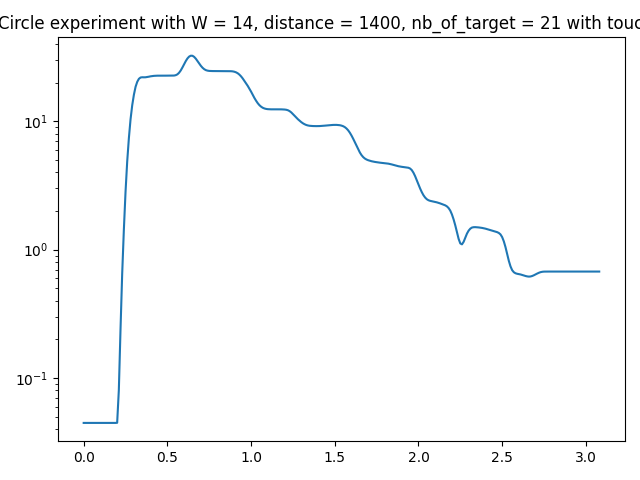 Circle experiment with W = 14, distance = 1400, nb_of_target = 21 with touc
10¹
10⁰
10⁻¹
0.0 0.5 1.0 1.5 2.0 2.5 3.0